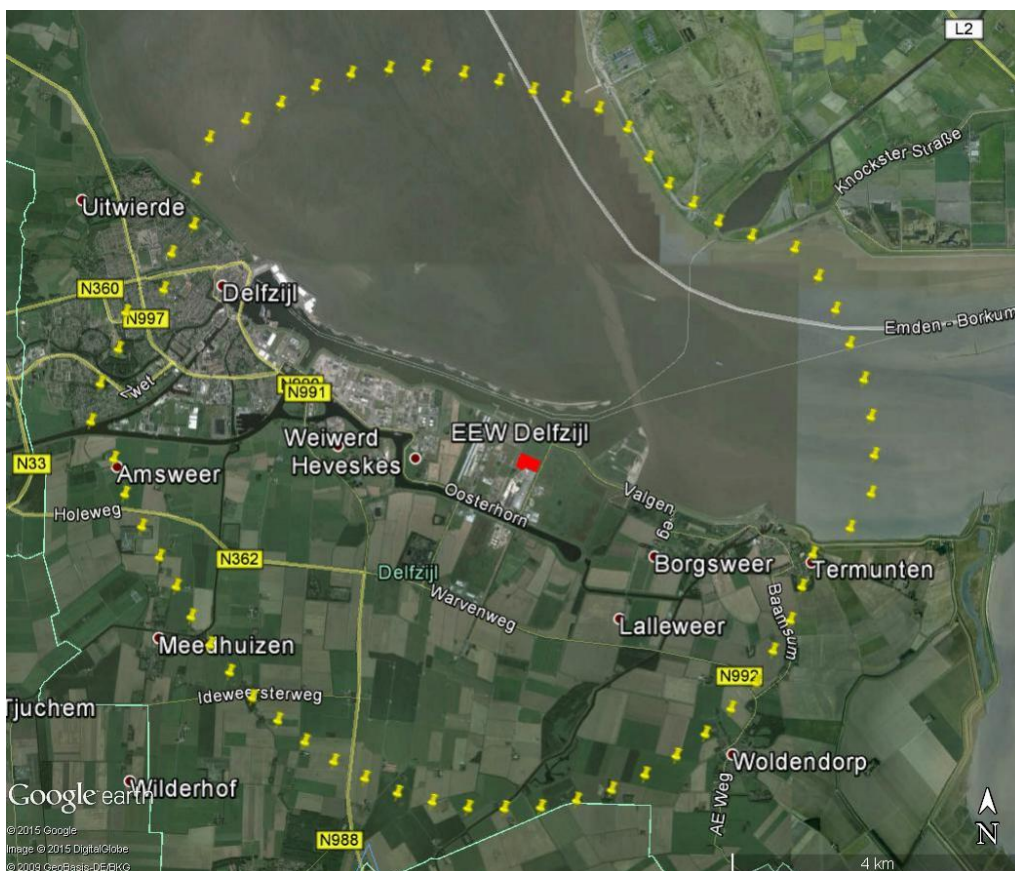 L2
Knockster Straße
Uitwierde
N360
Delfzijl
N997
Emden - Borkum
Zwet
N991
EEW Delfzijl
Weiwerd
Heveskes
N33
Amsweer
Oosterhorn
Valgen
eg
Holeweg
N362
Delfzijl
Borgsweer
Termunten
Warvenweg
Baamsum
Lalleweer
Meedhuizen
N992
Ideweersterweg
Tjuchem
Woldendorp
Wilderhof
Google earth
AE Weg
N
© 2015 Google
Image © 2015 DigitalGlobe
© 2009 GeoBasis-DE/BKG
N988
4 km